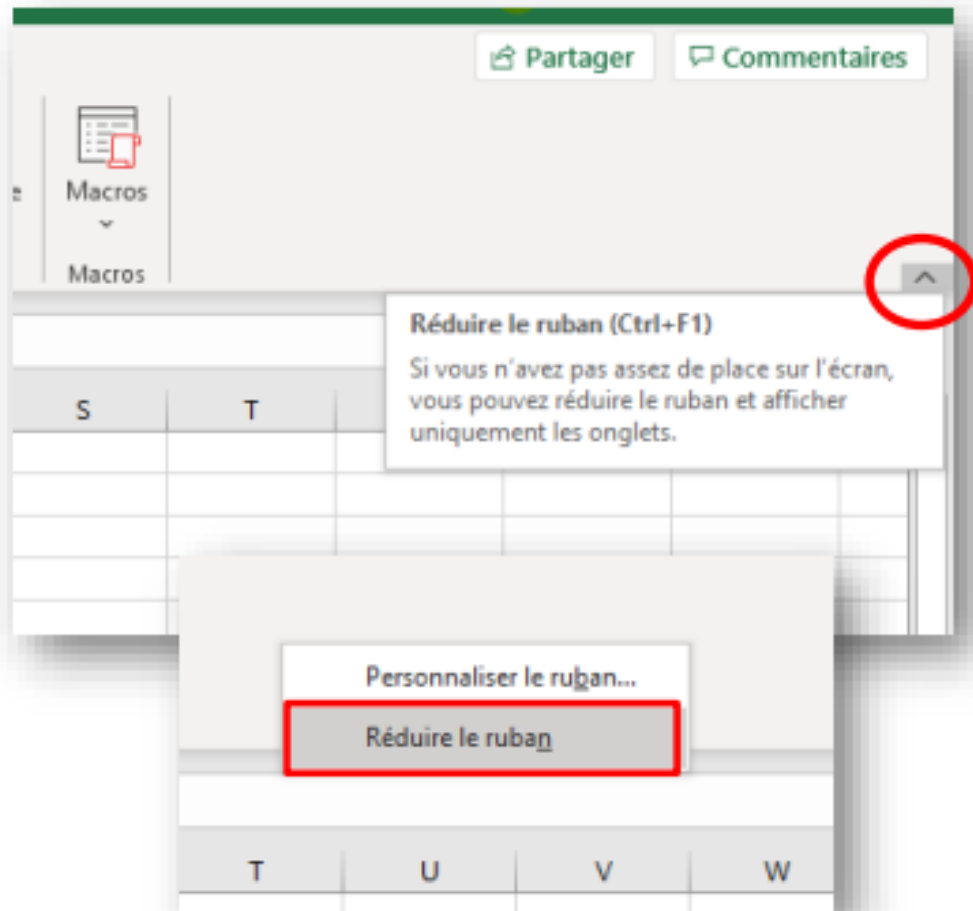 Partager Commentaires
e Macros
Macros
Réduire le ruban (Ctrl+F1)
Si vous n'avez pas assez de place sur l'écran,
vous pouvez réduire le ruban et afficher
uniquement les onglets.
S T
Personnaliser le ruban...
Réduire le ruban
T U V W